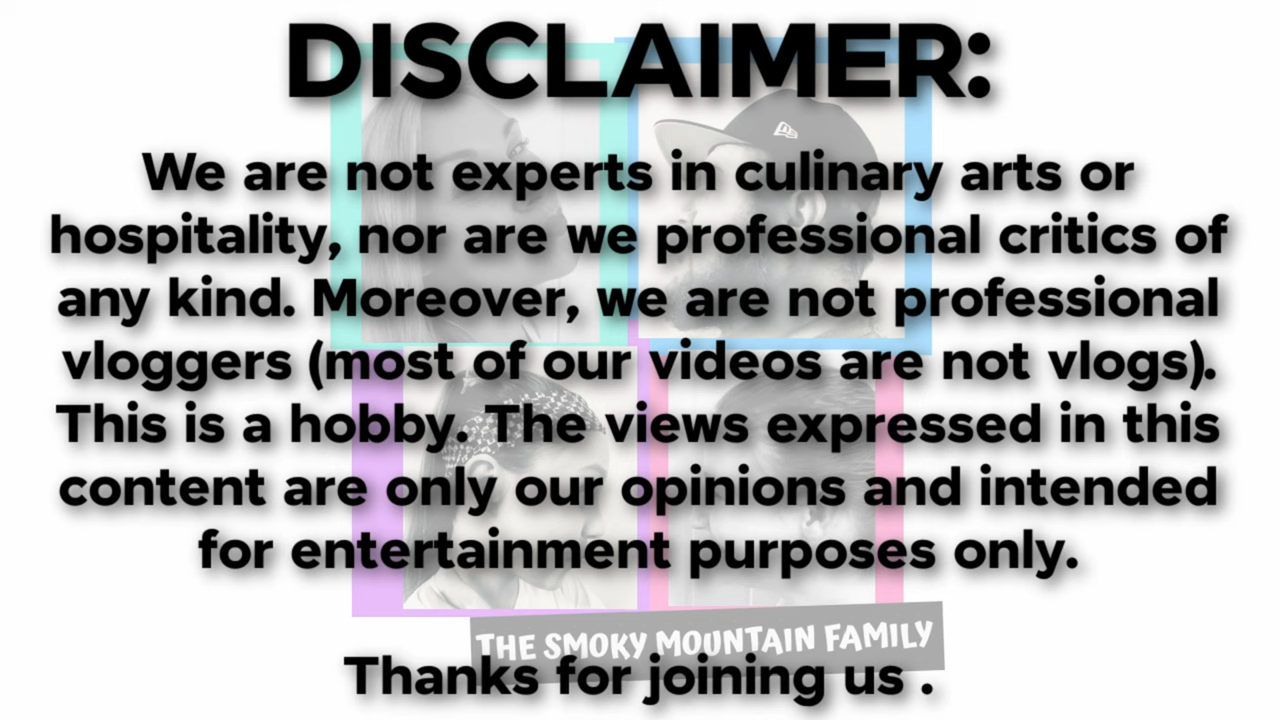 DISCLAIMER:
We are not experts in culinary arts or
hospitality, nor are we professional critics of
any kind. Moreover, we are not professional
vloggers (most of our videos are not vlogs).
This is a hobby. The views expressed in this
content are only our opinions and intended
for entertainment purposes only.
THE SMOKY MOUNTAIN FAMILY
Thanks for joining us .